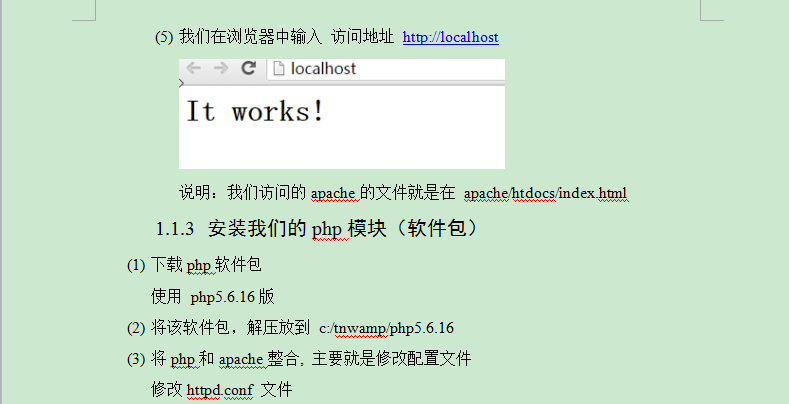 (5) 我们在浏览器中输入 访问地址 http://localhost
localhost
It works!
说明：我们访问的 apache 的文件就是在 apache/htdocs/index.html
1.1.3 安装我们的 php 模块（软件包）
(1) 下载 php 软件包
使用 php5.6.16 版
(2) 将该软件包，解压放到 c:/tnwamp/php5.6.16
(3) 将 php 和 apache 整合, 主要就是修改配置文件
修改 httpd.conf 文件